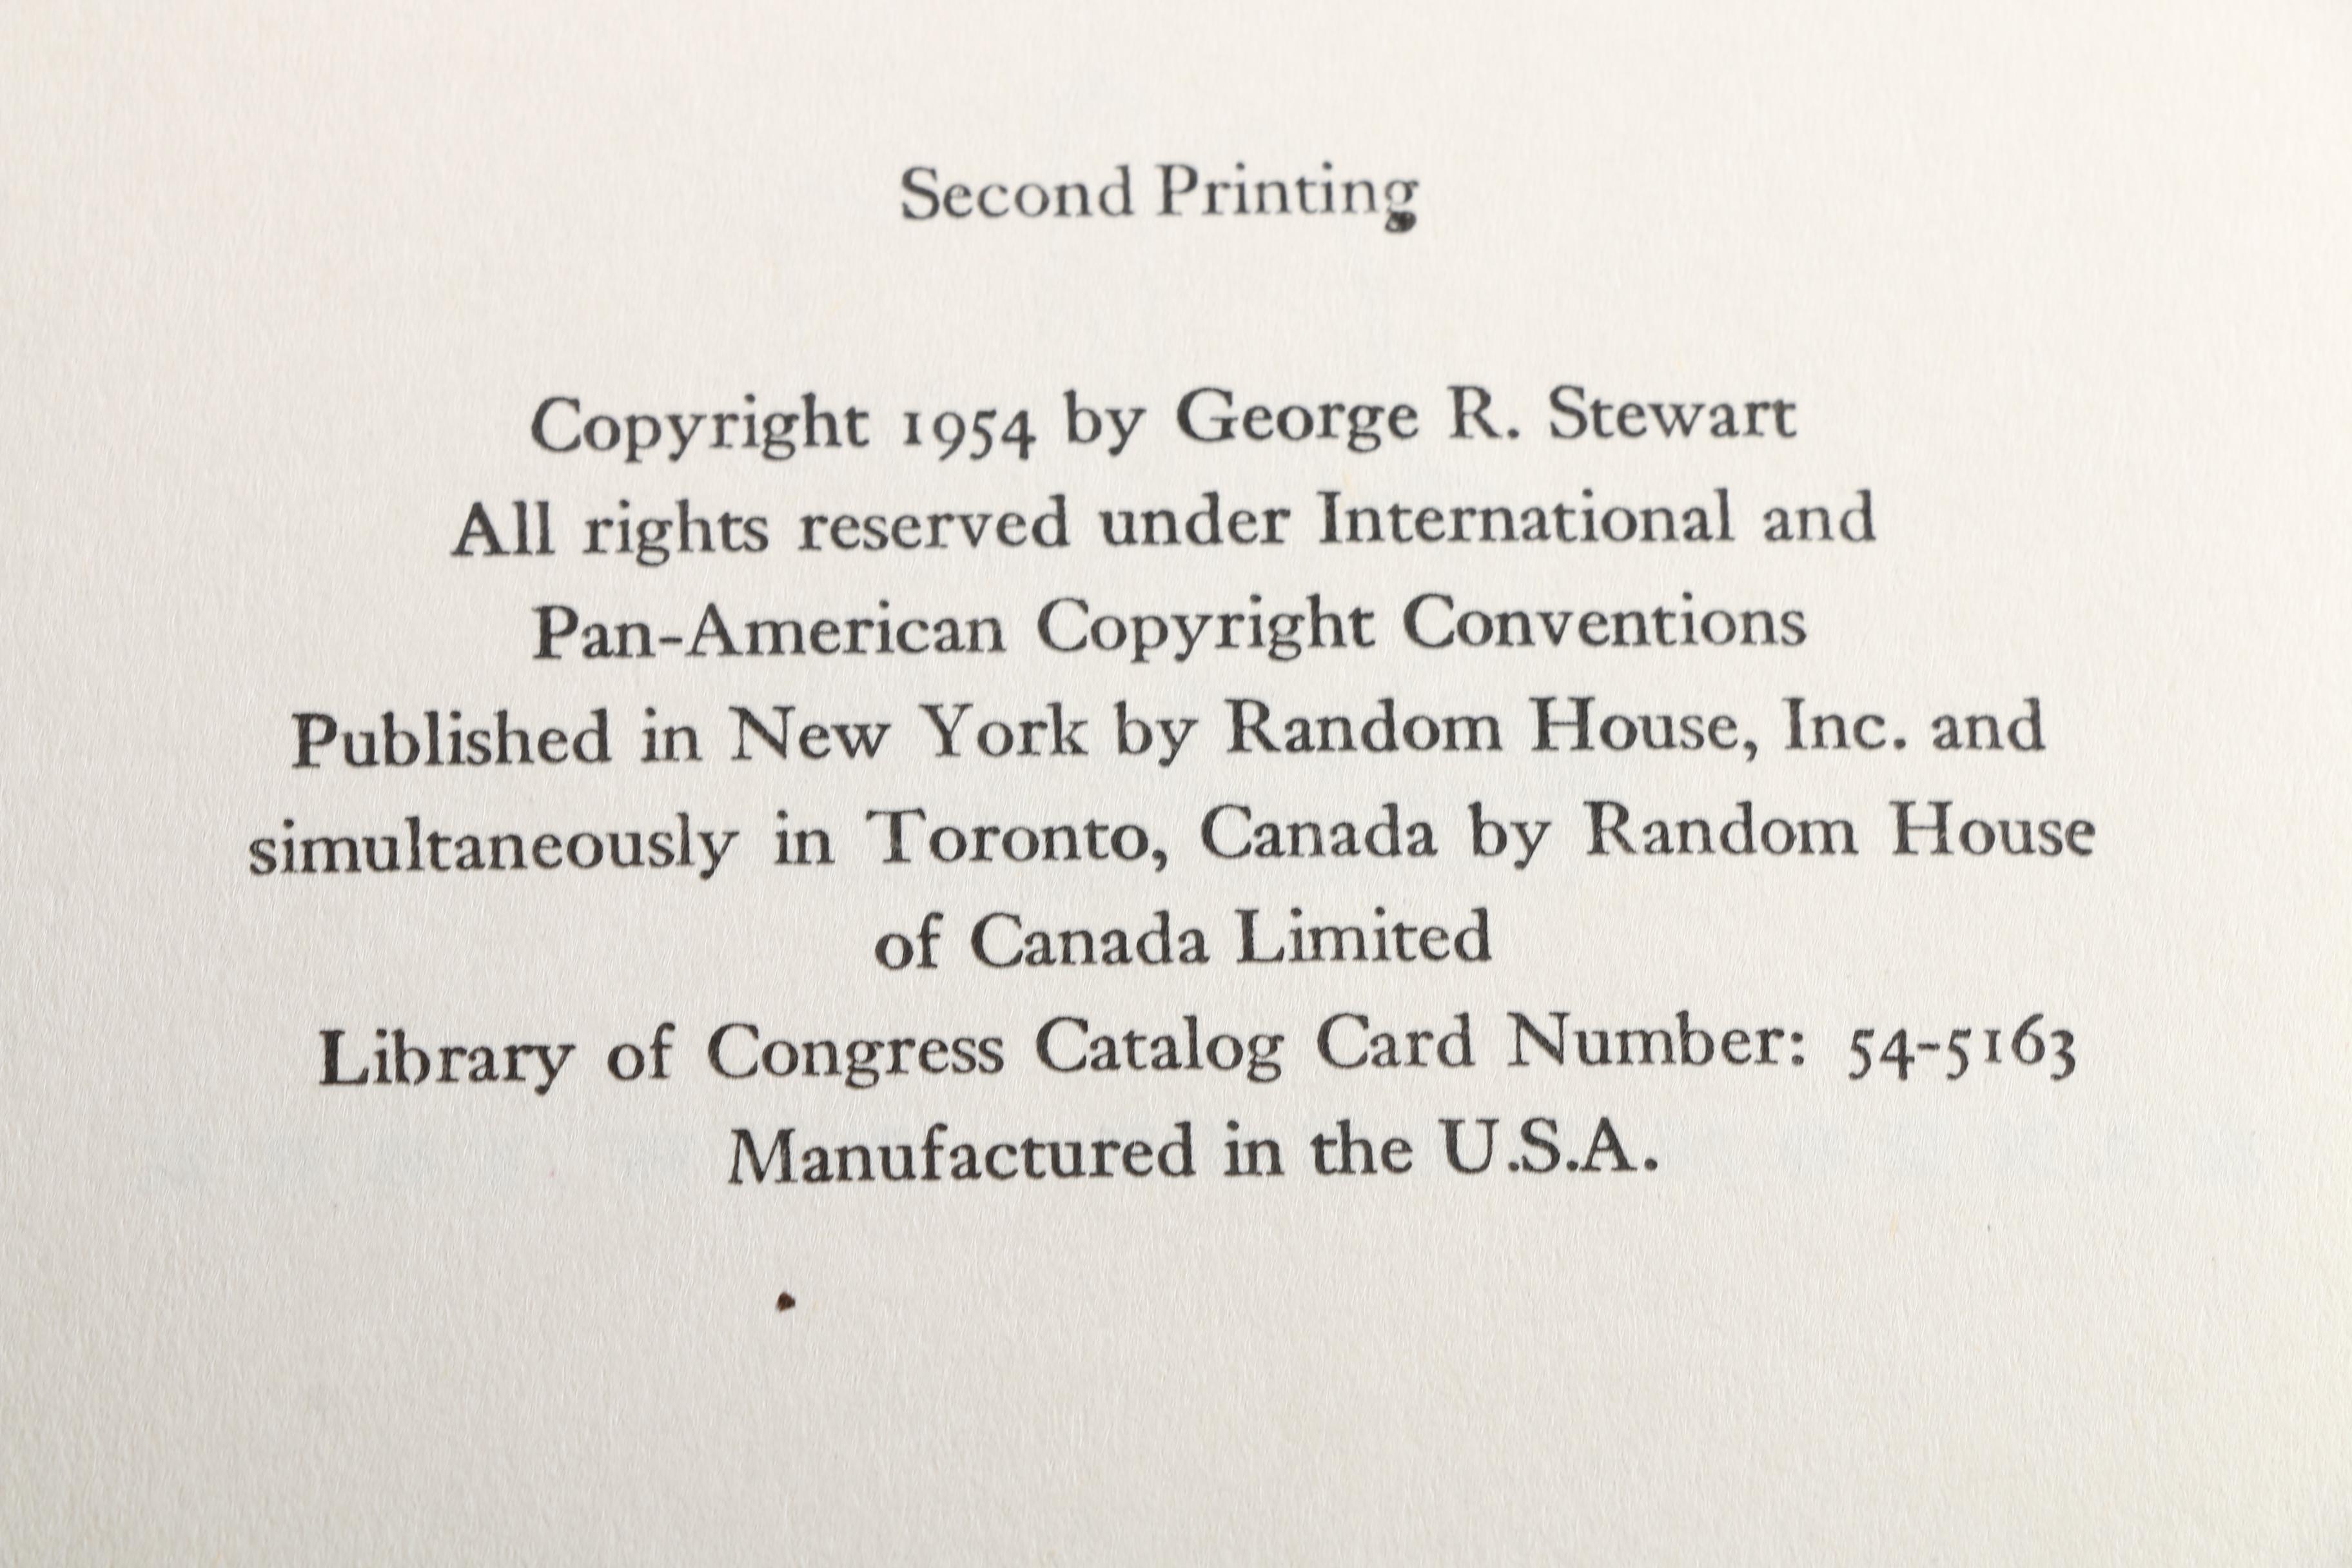 Second Printing
Copyright 1954 by George R. Stewart
All rights reserved under International and
Pan-American Copyright Conventions
Published in New York by Random House, Inc. and
simultaneously in Toronto, Canada by Random House
of Canada Limited
Library of Congress Catalog Card Number: 54-5163
Manufactured in the U.S.A.